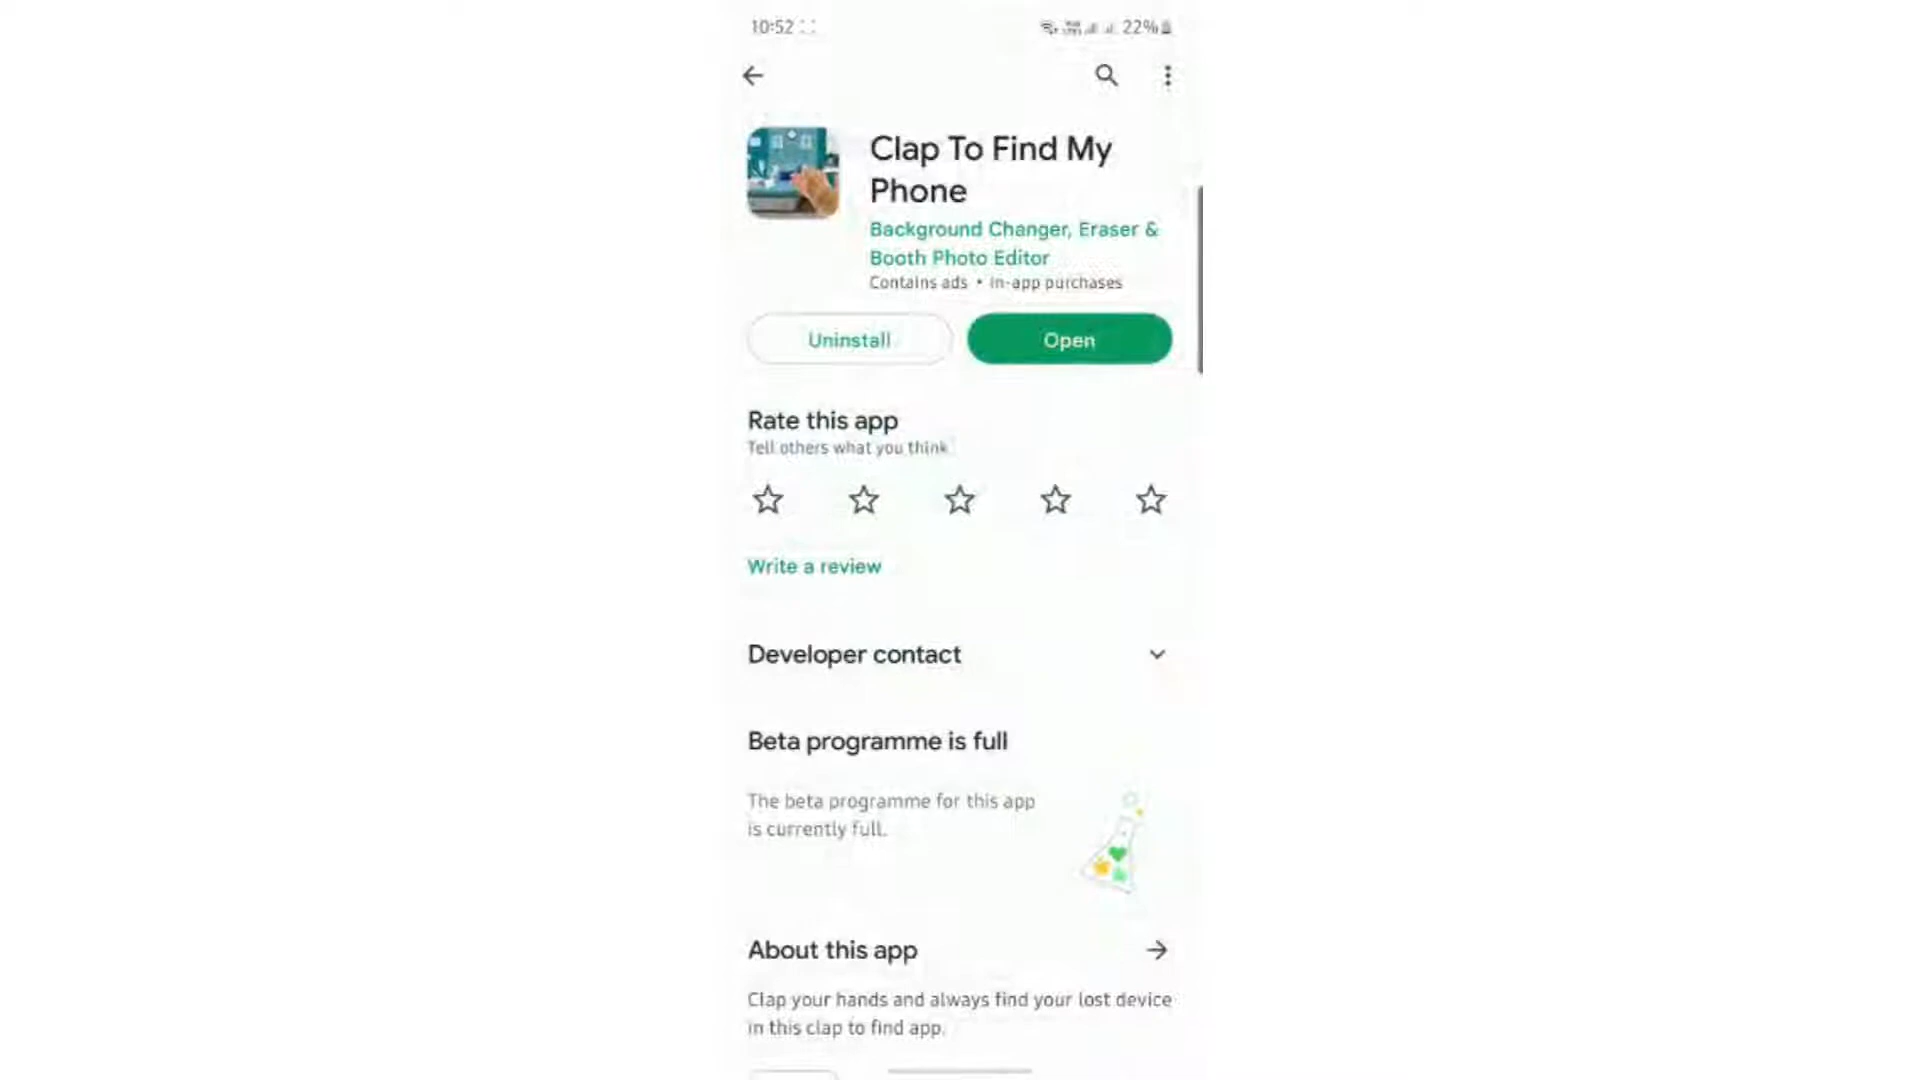 10:52
22%
Clap To Find My
Phone
Background Changer, Eraser &
Booth Photo Editor
Contains ads • In-app purchases
Uninstall
Open
Rate this app
Tell others what you think
Write a review
Developer contact
Beta programme is full
The beta programme for this app
is currently full.
About this app
Clap your hands and always find your lost device
in this clap to find app.